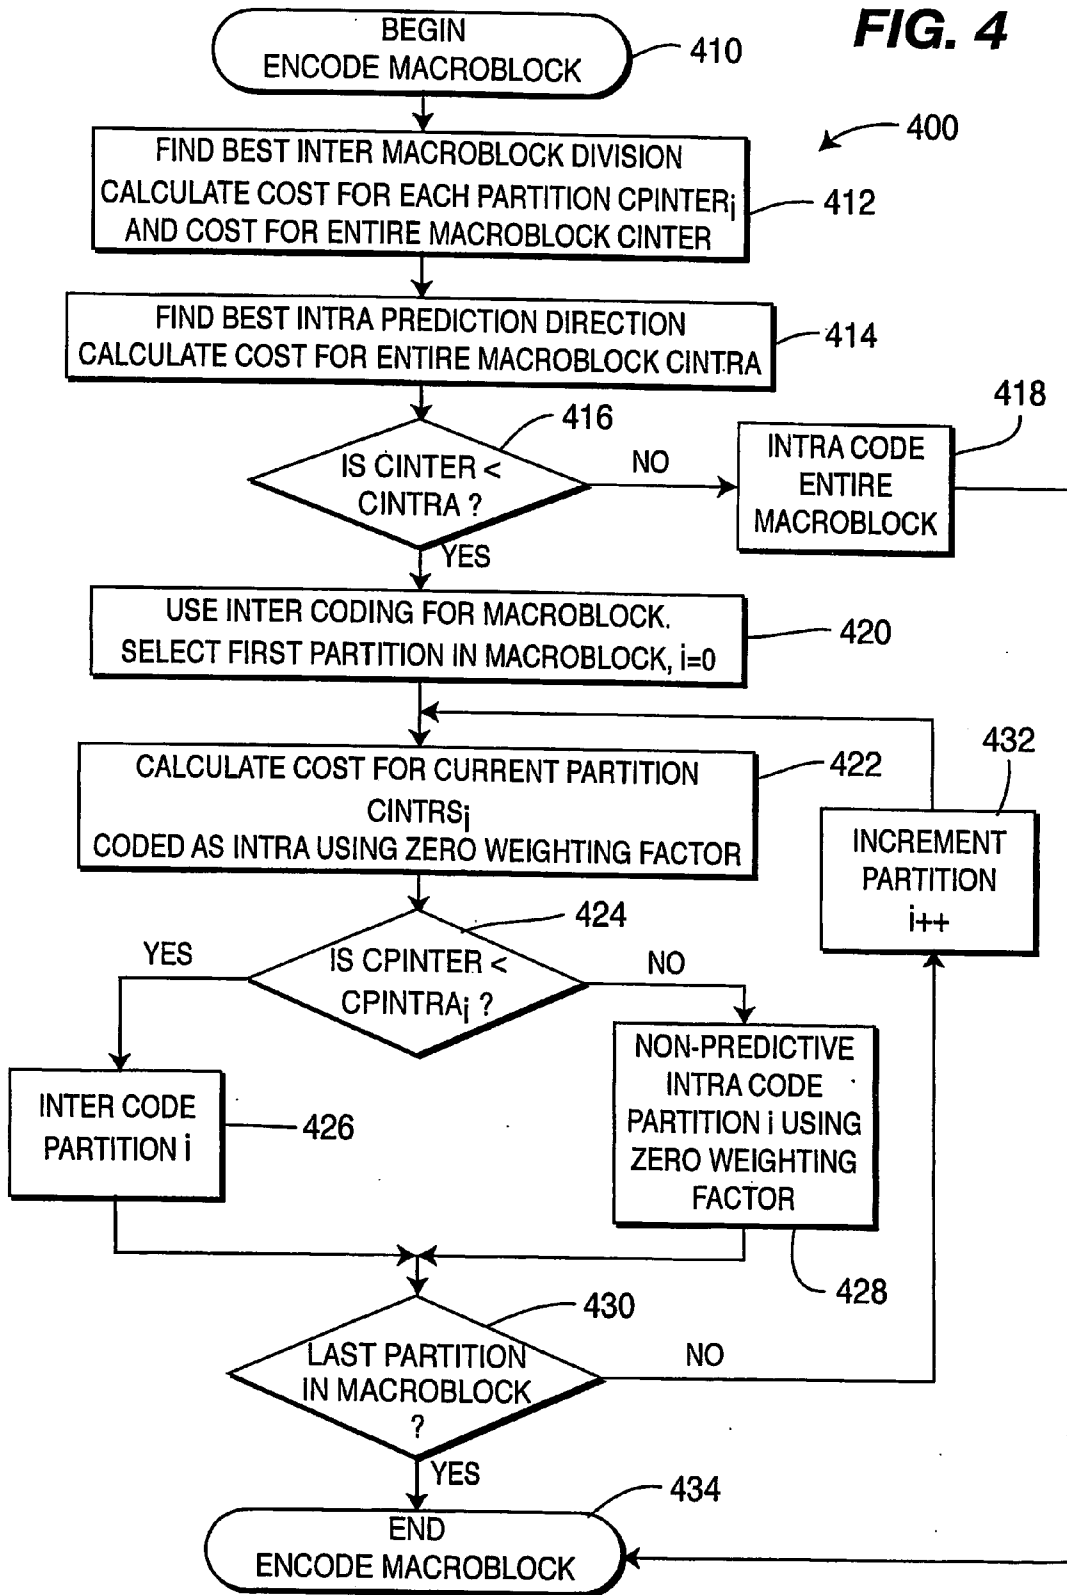 FIG. 4
BEGIN
ENCODE MACROBLOCK
410
400
FIND BEST INTER MACROBLOCK DIVISION
CALCULATE COST FOR EACH PARTITION CPINTERi
AND COST FOR ENTIRE MACROBLOCK CINTER
412
FIND BEST INTRA PREDICTION DIRECTION
CALCULATE COST FOR ENTIRE MACROBLOCK CINTRA
414
416
IS CINTER <
CINTRA ?
NO
YES
418
INTRA CODE
ENTIRE
MACROBLOCK
USE INTER CODING FOR MACROBLOCK.
SELECT FIRST PARTITION IN MACROBLOCK, i=0
420
CALCULATE COST FOR CURRENT PARTITION
CINTRSi
CODED AS INTRA USING ZERO WEIGHTING FACTOR
422
432
INCREMENT
PARTITION
i++
424
IS CPINTER <
CPINTRAi ?
YES
NO
INTER CODE
PARTITION i
426
NON-PREDICTIVE
INTRA CODE
PARTITION i USING
ZERO WEIGHTING
FACTOR
428
430
LAST PARTITION
IN MACROBLOCK
?
NO
YES
434
END
ENCODE MACROBLOCK